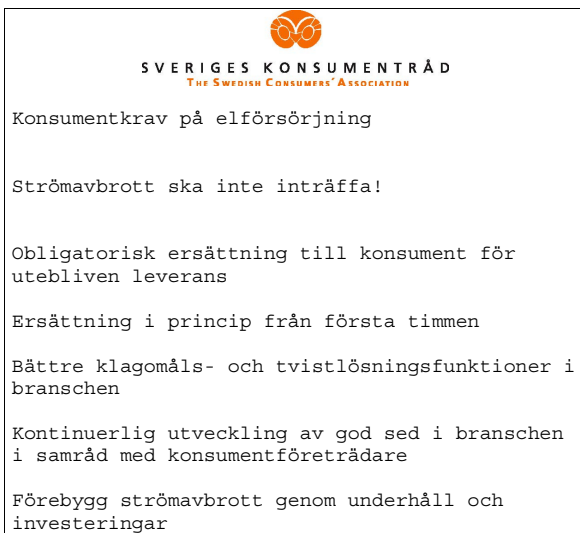 SVERIGES KONSUMENTRÅD
THE SWEDISH CONSUMERS´ASSOCIATION
Konsumentkrav på elförsörjning
Strömavbrott ska inte inträffa!
Obligatorisk ersättning till konsument för
utebliven leverans
Ersättning i princip från första timmen
Bättre klagomåls- och tvistlösningsfunktioner i
branschen
Kontinuerlig utveckling av god sed i branschen
i samråd med konsumentföreträdare
Förebygg strömavbrott genom underhåll och
investeringar